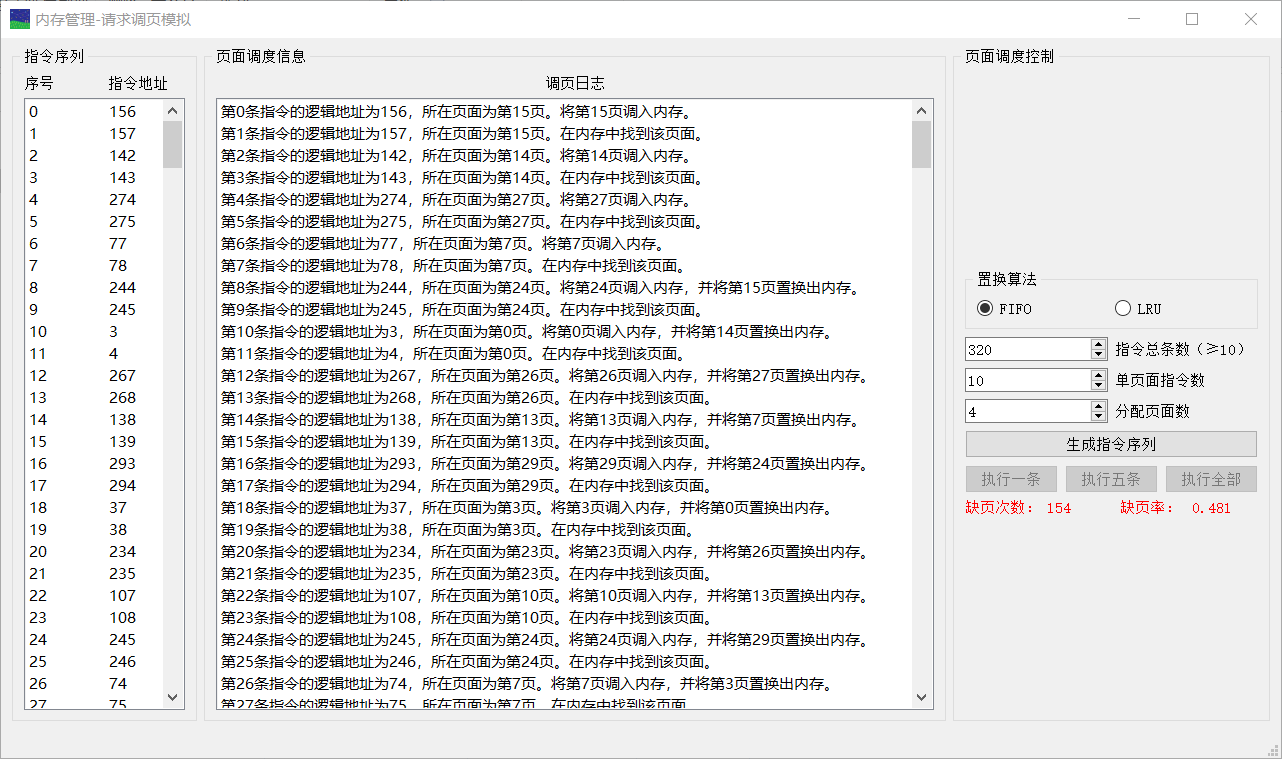 内存管理-请求调页模拟
指令序列
序号 指令地址
0 156
1 157
2 142
3 143
4 274
5 275
6 77
7 78
8 244
9 245
10 3
11 4
12 267
13 268
14 138
15 139
16 293
17 294
18 37
19 38
20 234
21 235
22 107
23 108
24 245
25 246
26 74
27 75
页面调度信息
调页日志
第0条指令的逻辑地址为156，所在页面为第15页。将第15页调入内存。
第1条指令的逻辑地址为157，所在页面为第15页。在内存中找到该页面。
第2条指令的逻辑地址为142，所在页面为第14页。将第14页调入内存。
第3条指令的逻辑地址为143，所在页面为第14页。在内存中找到该页面。
第4条指令的逻辑地址为274，所在页面为第27页。将第27页调入内存。
第5条指令的逻辑地址为275，所在页面为第27页。在内存中找到该页面。
第6条指令的逻辑地址为77，所在页面为第7页。将第7页调入内存。
第7条指令的逻辑地址为78，所在页面为第7页。在内存中找到该页面。
第8条指令的逻辑地址为244，所在页面为第24页。将第24页调入内存，并将第15页置换出内存。
第9条指令的逻辑地址为245，所在页面为第24页。在内存中找到该页面。
第10条指令的逻辑地址为3，所在页面为第0页。将第0页调入内存，并将第14页置换出内存。
第11条指令的逻辑地址为4，所在页面为第0页。在内存中找到该页面。
第12条指令的逻辑地址为267，所在页面为第26页。将第26页调入内存，并将第27页置换出内存。
第13条指令的逻辑地址为268，所在页面为第26页。在内存中找到该页面。
第14条指令的逻辑地址为138，所在页面为第13页。将第13页调入内存，并将第7页置换出内存。
第15条指令的逻辑地址为139，所在页面为第13页。在内存中找到该页面。
第16条指令的逻辑地址为293，所在页面为第29页。将第29页调入内存，并将第24页置换出内存。
第17条指令的逻辑地址为294，所在页面为第29页。在内存中找到该页面。
第18条指令的逻辑地址为37，所在页面为第3页。将第3页调入内存，并将第0页置换出内存。
第19条指令的逻辑地址为38，所在页面为第3页。在内存中找到该页面。
第20条指令的逻辑地址为234，所在页面为第23页。将第23页调入内存，并将第26页置换出内存。
第21条指令的逻辑地址为235，所在页面为第23页。在内存中找到该页面。
第22条指令的逻辑地址为107，所在页面为第10页。将第10页调入内存，并将第13页置换出内存。
第23条指令的逻辑地址为108，所在页面为第10页。在内存中找到该页面。
第24条指令的逻辑地址为245，所在页面为第24页。将第24页调入内存，并将第29页置换出内存。
第25条指令的逻辑地址为246，所在页面为第24页。在内存中找到该页面。
第26条指令的逻辑地址为74，所在页面为第7页。将第7页调入内存，并将第3页置换出内存。
第27条指令的逻辑地址为75，所在页面为第7页。在内存中找到该页面
页面调度控制
置换算法
FIFO LRU
320 指令总条数（≥10）
10 单页面指令数
4 分配页面数
生成指令序列
执行一条 执行五条 执行全部
缺页次数： 154 缺页率： 0.481